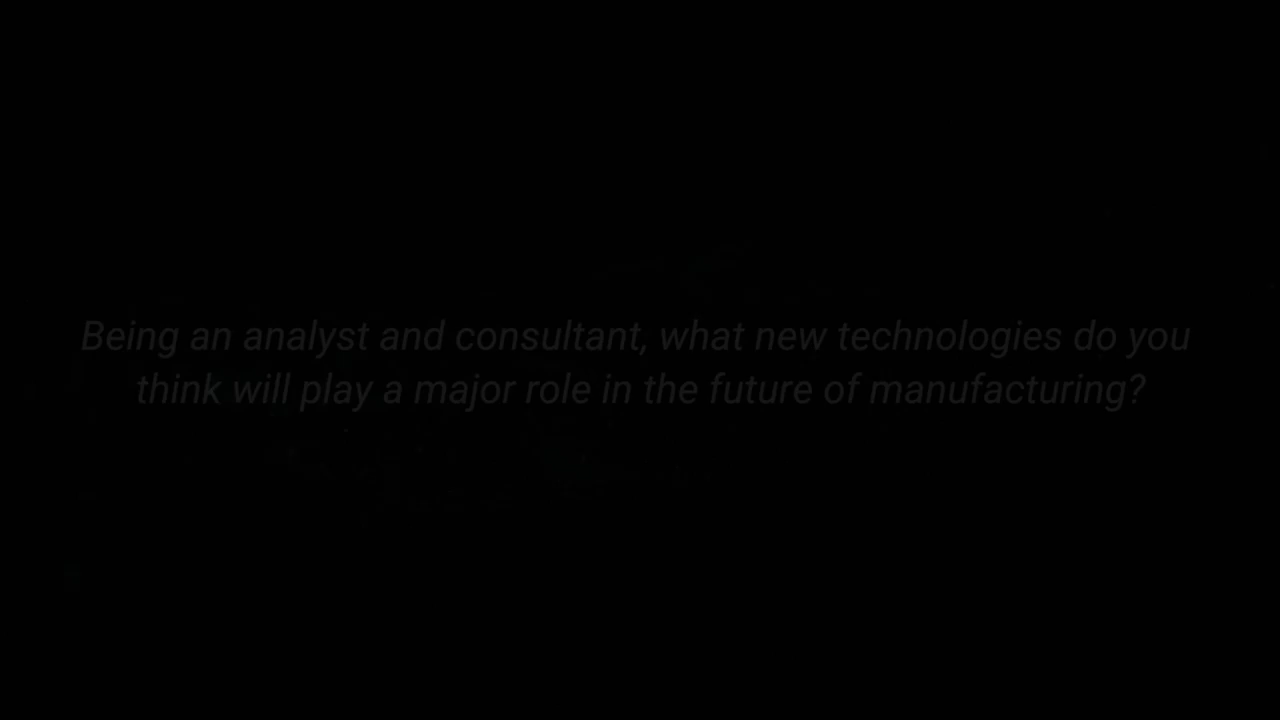 Being an analyst and consultant, what new technologies do you
think will play a major role in the future of manufacturing?